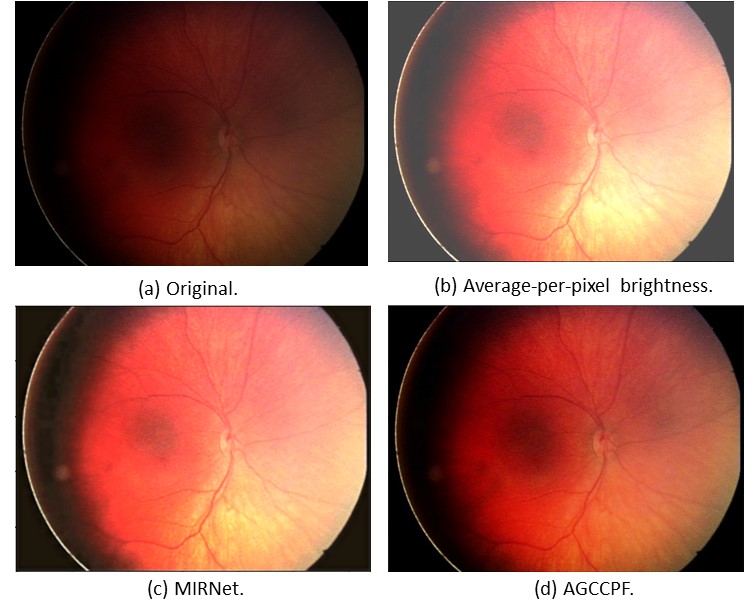 (a) Original.
(b) Average-per-pixel brightness.
(c) MIRNet.
(d) AGCCPF.